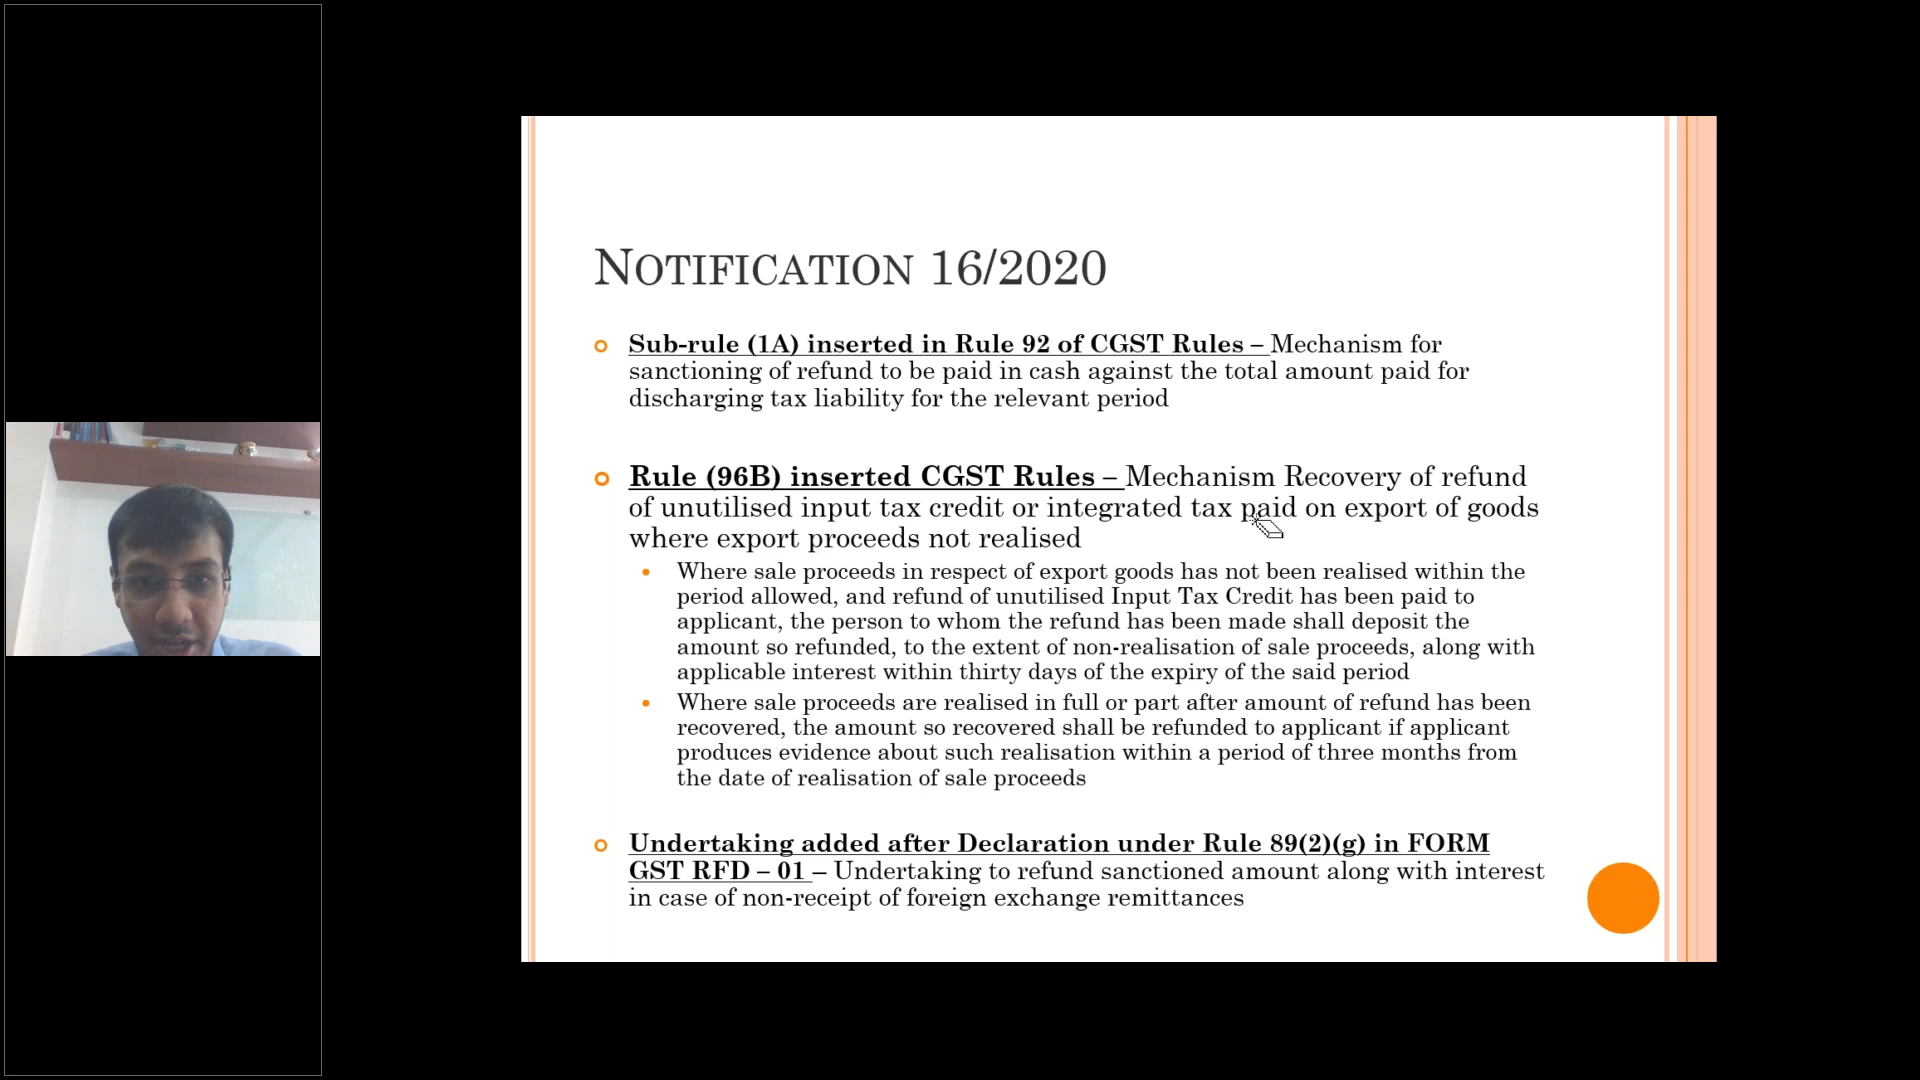 NOTIFICATION 16/2020
Sub-rule (1A) inserted in Rule 92 of CGST Rules – Mechanism for
sanctioning of refund to be paid in cash against the total amount paid for
discharging tax liability for the relevant period
Rule (96B) inserted CGST Rules – Mechanism Recovery of refund
of unutilised input tax credit or integrated tax paid on export of goods
where export proceeds not realised
Where sale proceeds in respect of export goods has not been realised within the
period allowed, and refund of unutilised Input Tax Credit has been paid to
applicant, the person to whom the refund has been made shall deposit the
amount so refunded, to the extent of non-realisation of sale proceeds, along with
applicable interest within thirty days of the expiry of the said period
Where sale proceeds are realised in full or part after amount of refund has been
recovered, the amount so recovered shall be refunded to applicant if applicant
produces evidence about such realisation within a period of three months from
the date of realisation of sale proceeds
Undertaking added after Declaration under Rule 89(2)(g) in FORM
GST RFD – 01 – Undertaking to refund sanctioned amount along with interest
in case of non-receipt of foreign exchange remittances